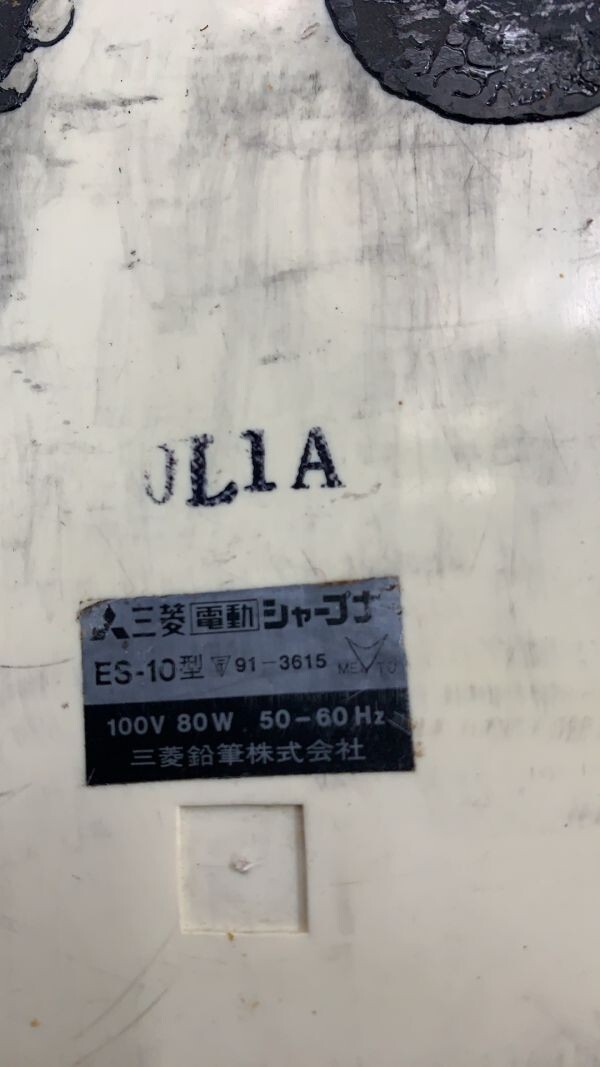 JL1A
三菱電動シャープナ
ES-10型 〒91-3615 MEITO
100V 80W 50-60Hz
三菱鉛筆株式会社